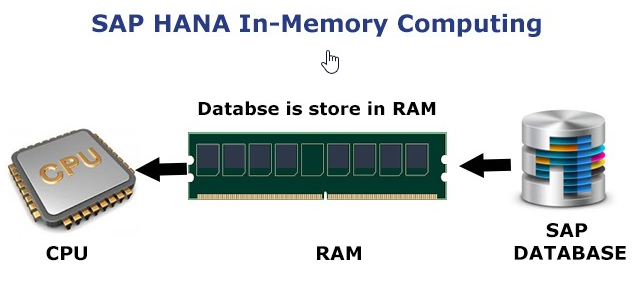 SAP HANA In-Memory Computing
Databse is store in RAM
CPU
CPU
RAM
SAP
DATABASE